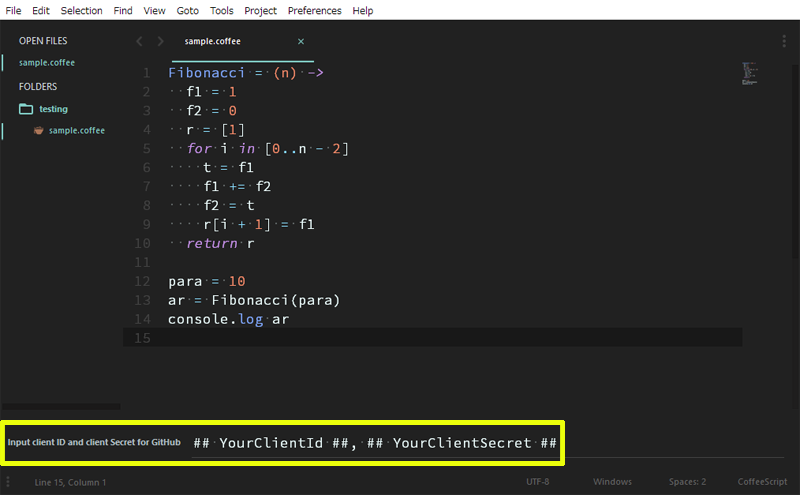 File Edit Selection Find View Goto Tools Project Preferences Help
OPEN FILES
sample.coffee
FOLDERS
testing
sample.coffee
sample.coffee ×
1 Fibonacci = (n) ->
2 f1 = 1
3 f2 = 0
4 r = [1]
5 for i in [0..n - 2]
6 t = f1
7 f1 += f2
8 f2 = t
9 r[i + 1] = f1
10 return r
11
12 para = 10
13 ar = Fibonacci(para)
14 console.log ar
15
Input client ID and client Secret for GitHub ## YourClientId ##, ## YourClientSecret ##
Line 15, Column 1 UTF-8 Windows Spaces: 2 CoffeeScript